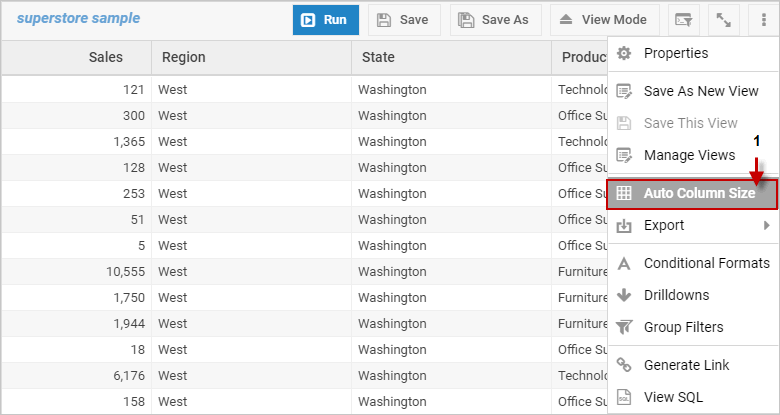 superstore sample Run Save Save As View Mode
Sales Region State Product
Properties
121 West Washington Technolo
Save As New View
300 West Washington Office Su
Save This View
1,365 West Washington Technolo
1
Manage Views
128 West Washington Office Su
253 West Washington Office Su
Auto Column Size
51 West Washington Office Su
Export
5 West Washington Office Su
10,555 West Washington Furniture
Conditional Formats
1,750 West Washington Furniture
Drilldowns
1,944 West Washington Furniture
Group Filters
18 West Washington Office Su
Generate Link
6,176 West Washington Technolo
158 West Washington Office Su
SQL View SQL